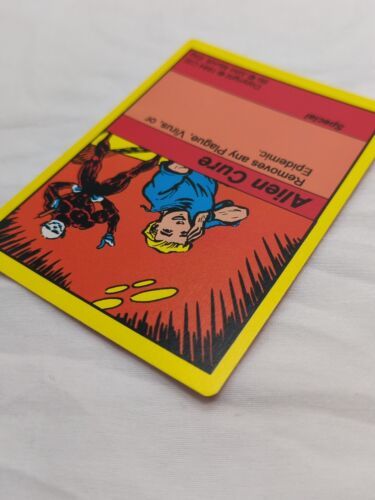 Alien Cure
Removes any Plague, Virus, or
Epidemic.
Special